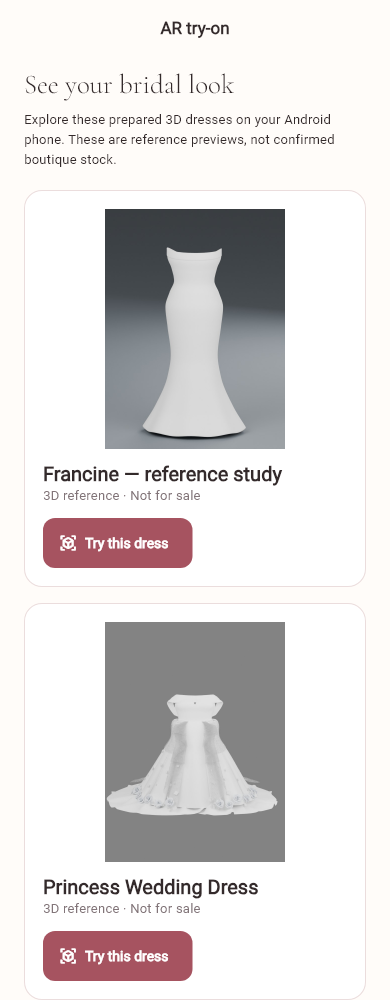 AR try-on
See your bridal look
Explore these prepared 3D dresses on your Android
phone. These are reference previews, not confirmed
boutique stock.
Francine — reference study
3D reference · Not for sale
Try this dress
Princess Wedding Dress
3D reference · Not for sale
Try this dress